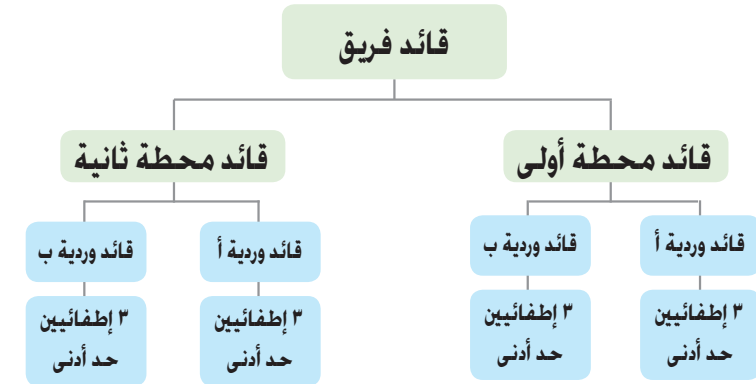 قائد فريق
قائد محطة أولى
قائد محطة ثانية
قائد وردية أ
قائد وردية ب
قائد وردية أ
قائد وردية ب
٣ إطفائيين
حد أدنى
٣ إطفائيين
حد أدنى
٣ إطفائيين
حد أدنى
٣ إطفائيين
حد أدنى